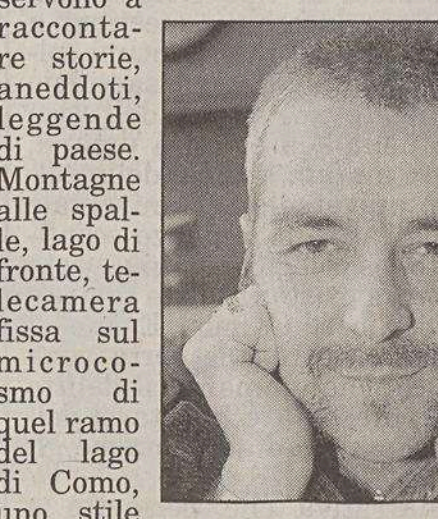 servono a
racconta-
re storie,
aneddoti,
leggende
di paese.
Montagne
alle spal-
le, lago di
fronte, te-
lecamera
fissa sul
microco-
smo di
quel ramo
del lago
di Como,
uno stile